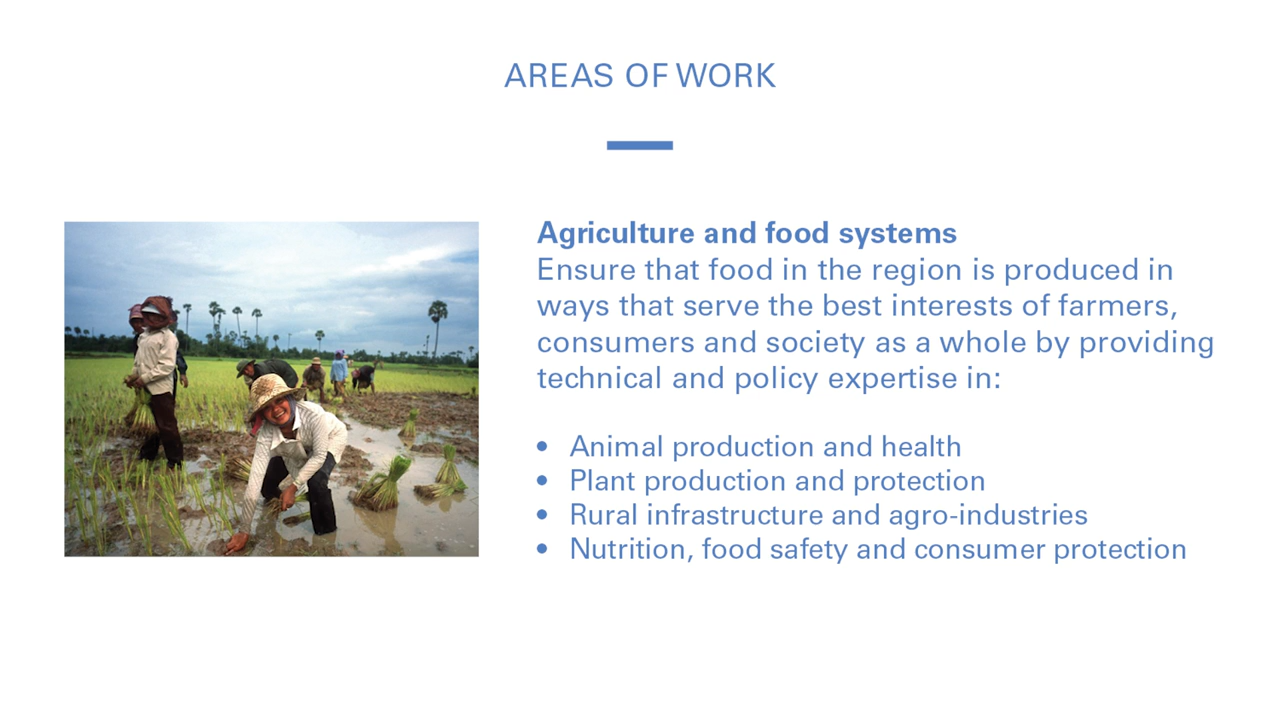 AREAS OF WORK
Agriculture and food systems
Ensure that food in the region is produced in
ways that serve the best interests of farmers,
consumers and society as a whole by providing
technical and policy expertise in:
• Animal production and health
• Plant production and protection
• Rural infrastructure and agro-industries
• Nutrition, food safety and consumer protection